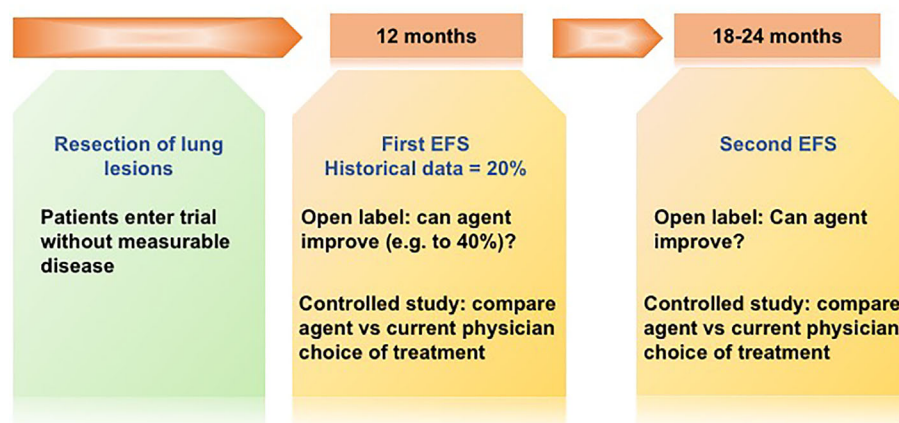 12 months
18-24 months
Resection of lung
lesions
Patients enter trial
without measurable
disease
First EFS
Historical data = 20%
Open label: can agent
improve (e.g. to 40%)?
Controlled study: compare
agent vs current physician
choice of treatment
Second EFS
Open label: Can agent
improve?
Controlled study: compare
agent vs current physician
choice of treatment